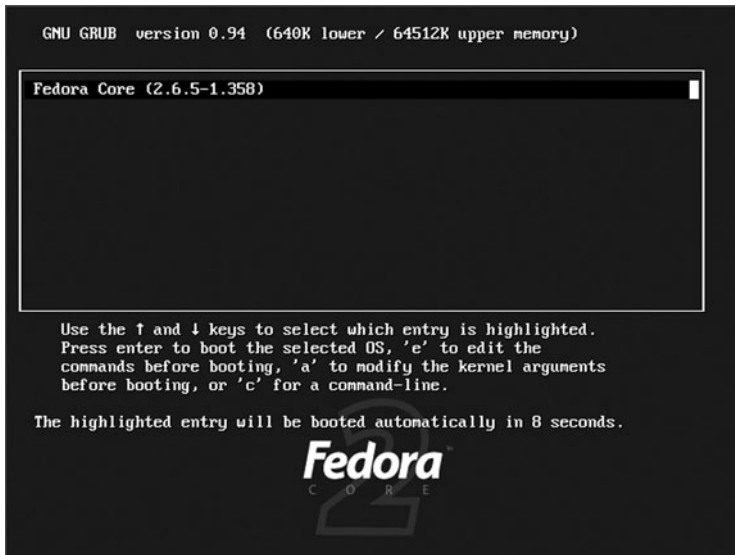 GNU GRUB version 0.94 (640K lower / 64512K upper memory)
Fedora Core (2.6.5-1.358)
Use the ↑ and ↓ keys to select which entry is highlighted.
Press enter to boot the selected OS, 'e' to edit the
commands before booting, 'a' to modify the kernel arguments
before booting, or 'c' for a command-line.
The highlighted entry will be booted automatically in 8 seconds.
Fedora™
CORE
2